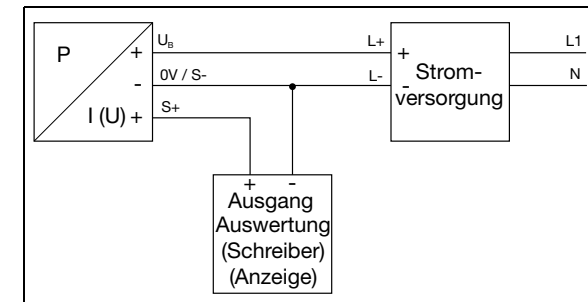 P
+
U_B
L+
+
L1
-
0V / S-
L-
-
N
Strom-
versorgung
I (U) +
S+
+ -
Ausgang
Auswertung
(Schreiber)
(Anzeige)